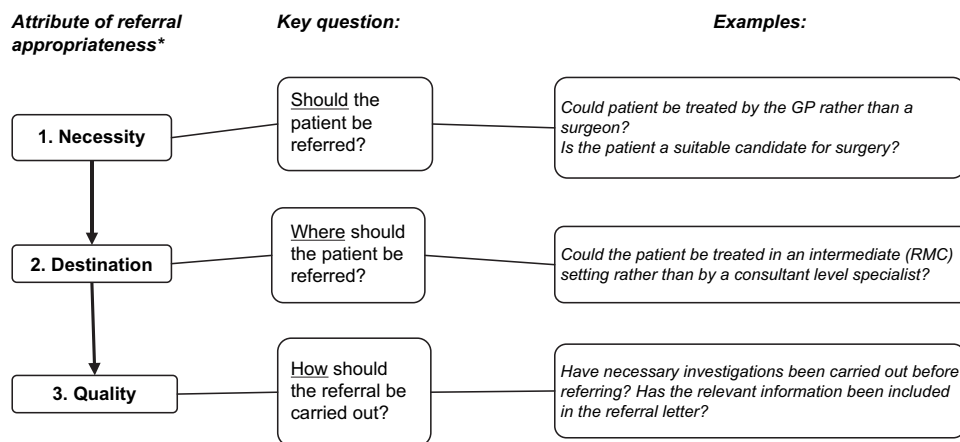 Attribute of referral
appropriateness*
Key question:
Examples:
1. Necessity
Should the
patient be
referred?
Could patient be treated by the GP rather than a
surgeon?
Is the patient a suitable candidate for surgery?
2. Destination
Where should
the patient be
referred?
Could the patient be treated in an intermediate (RMC)
setting rather than by a consultant level specialist?
3. Quality
How should
the referral be
carried out?
Have necessary investigations been carried out before
referring? Has the relevant information been included
in the referral letter?